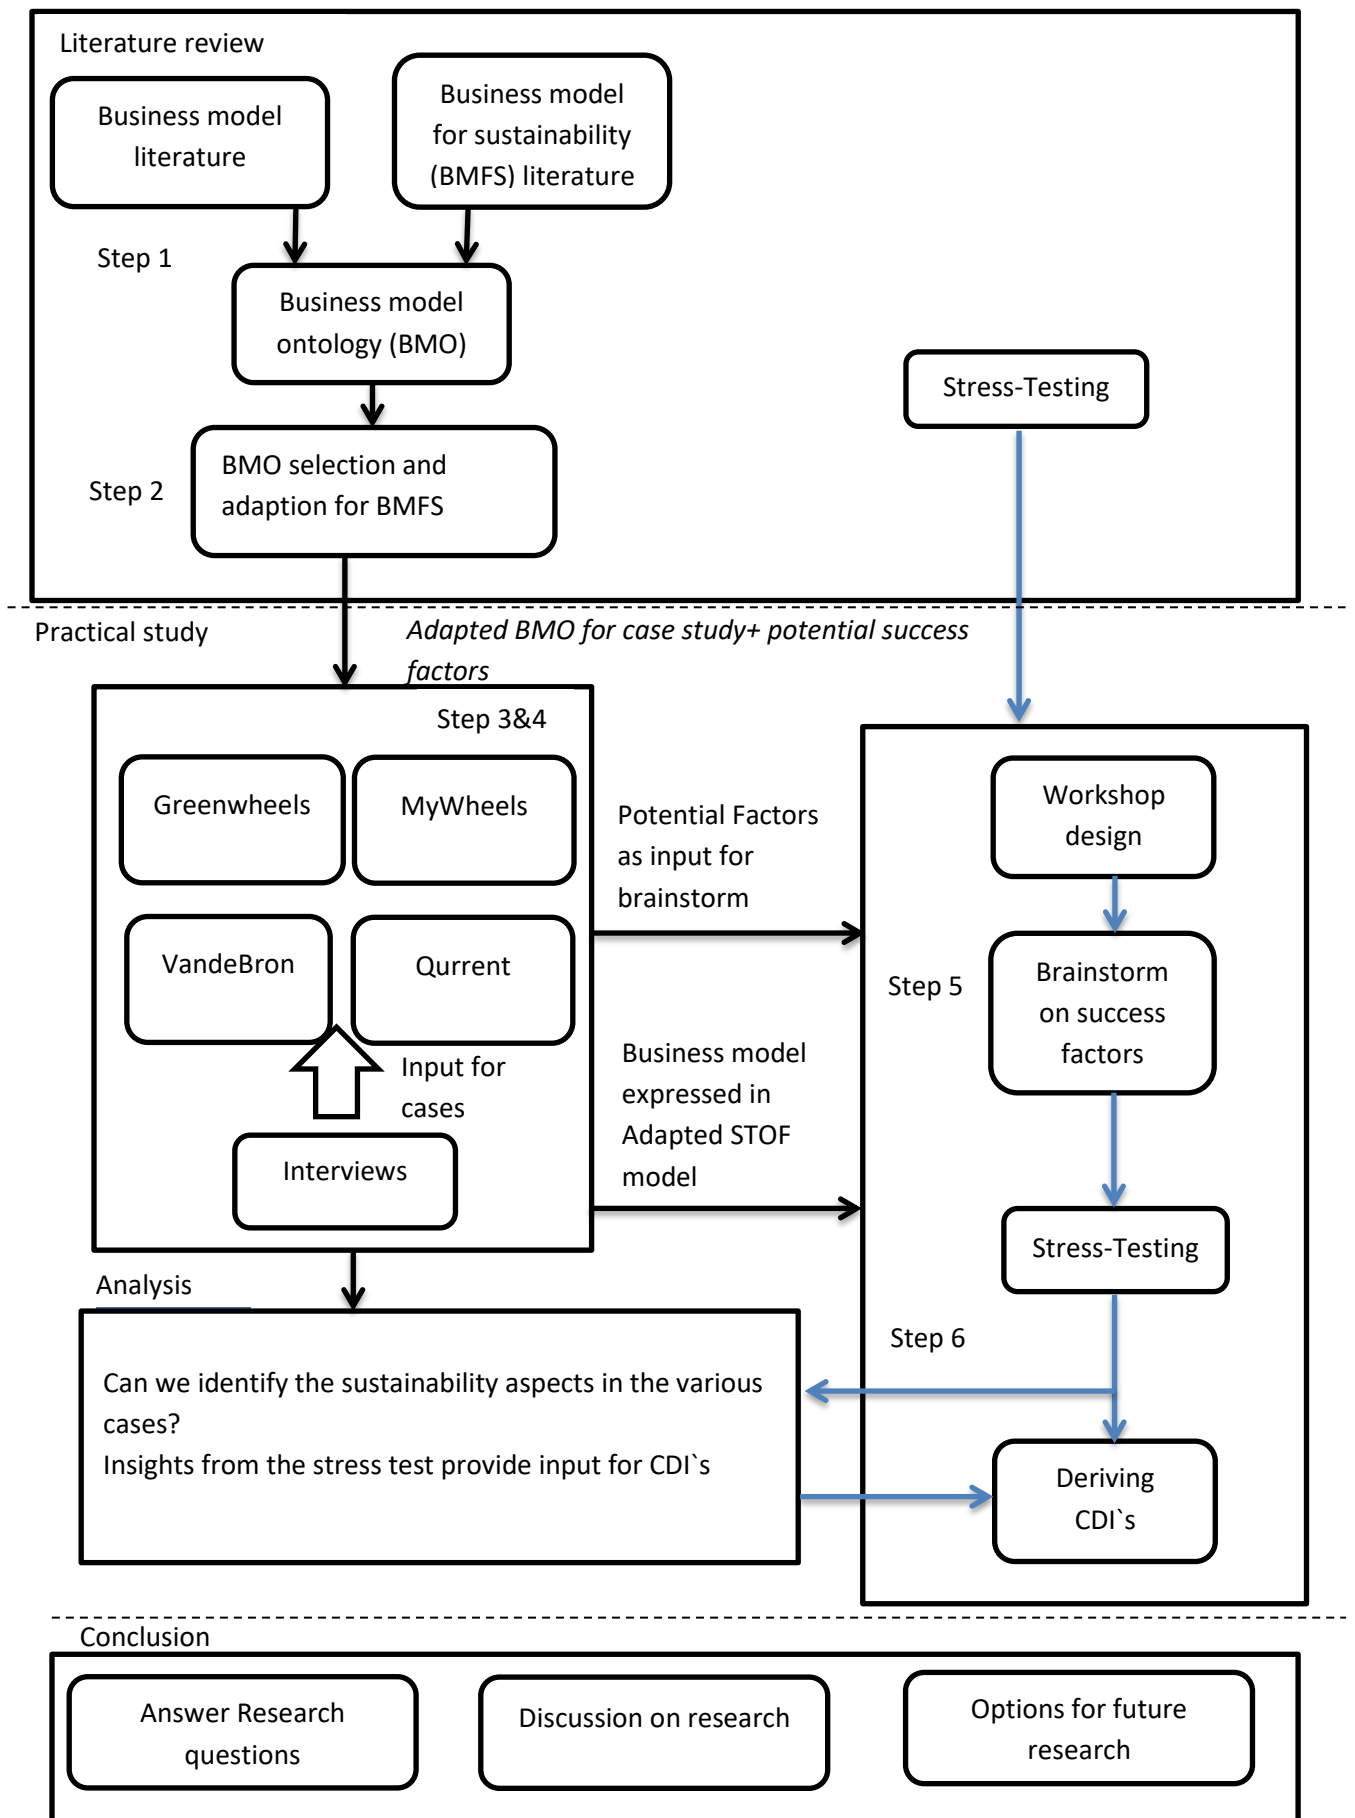 Literature review
Business model
literature
Business model
for sustainability
(BMFS) literature
Step 1
Business model
ontology (BMO)
Stress-Testing
Step 2
BMO selection and
adaption for BMFS
Practical study
Adapted BMO for case study+ potential success
factors
Step 3&4
Greenwheels
MyWheels
VandeBron
Qurrent
Input for
cases
Interviews
Potential Factors
as input for
brainstorm
Business model
expressed in
Adapted STOF
model
Workshop
design
Step 5
Brainstorm
on success
factors
Stress-Testing
Step 6
Deriving
CDI`s
Analysis
Can we identify the sustainability aspects in the various
cases?
Insights from the stress test provide input for CDI`s
Conclusion
Answer Research
questions
Discussion on research
Options for future
research